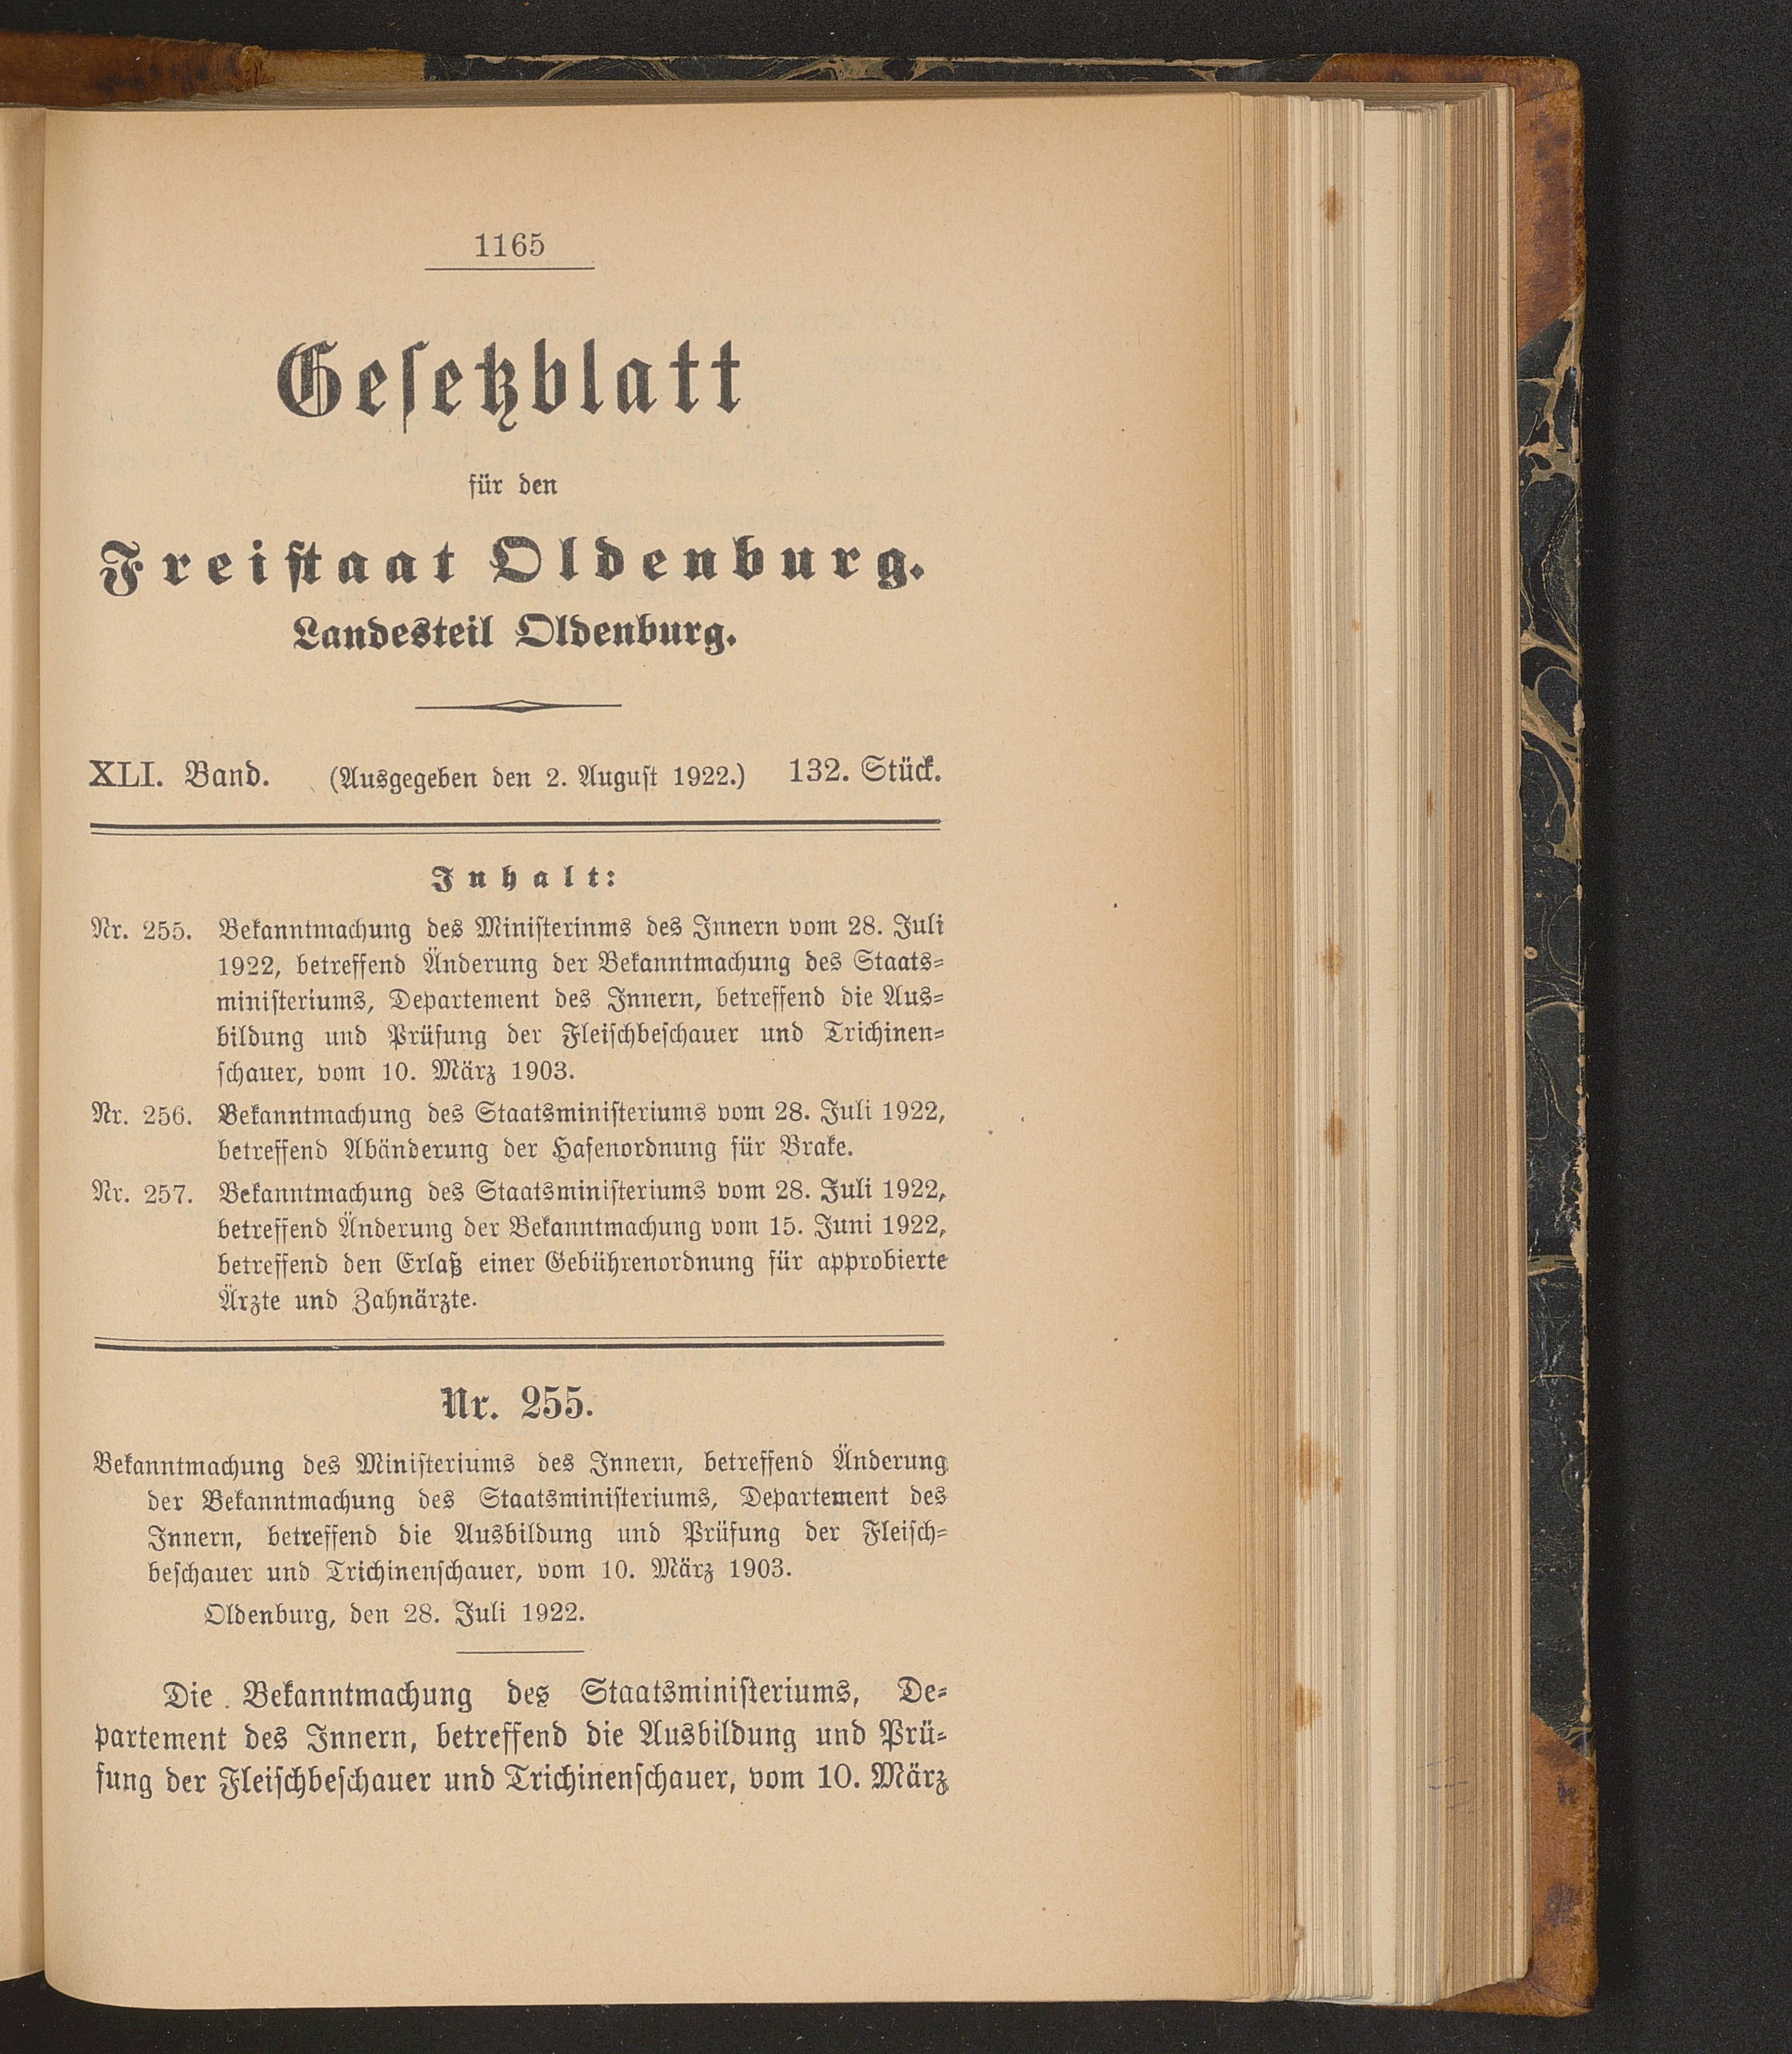 1165
Gesetzblatt
für den
Freistaat Oldenburg.
Landesteil Oldenburg.
XLI. Band. (Ausgegeben den 2. August 1922.) 132. Stück.
Inhalt:
Nr. 255. Bekanntmachung des Ministerinms des Innern vom 28. Juli
1922, betreffend Änderung der Bekanntmachung des Staats-
ministeriums, Departement des Innern, betreffend die Aus-
bildung und Prüfung der Fleischbeschauer und Trichinen-
schauer, vom 10. März 1903.
Nr. 256. Bekanntmachung des Staatsministeriums vom 28. Juli 1922,
betreffend Abänderung der Hafenordnung für Brake.
Nr. 257. Bekanntmachung des Staatsministeriums vom 28. Juli 1922,
betreffend Änderung der Bekanntmachung vom 15. Juni 1922,
betreffend den Erlaß einer Gebührenordnung für approbierte
Ärzte und Zahnärzte.
Nr. 255.
Bekanntmachung des Ministeriums des Innern, betreffend Änderung
der Bekanntmachung des Staatsministeriums, Departement des
Innern, betreffend die Ausbildung und Prüfung der Fleisch-
beschauer und Trichinenschauer, vom 10. März 1903.
Oldenburg, den 28. Juli 1922.
Die Bekanntmachung des Staatsministeriums, De-
partement des Innern, betreffend die Ausbildung und Prü-
fung der Fleischbeschauer und Trichinenschauer, vom 10. März